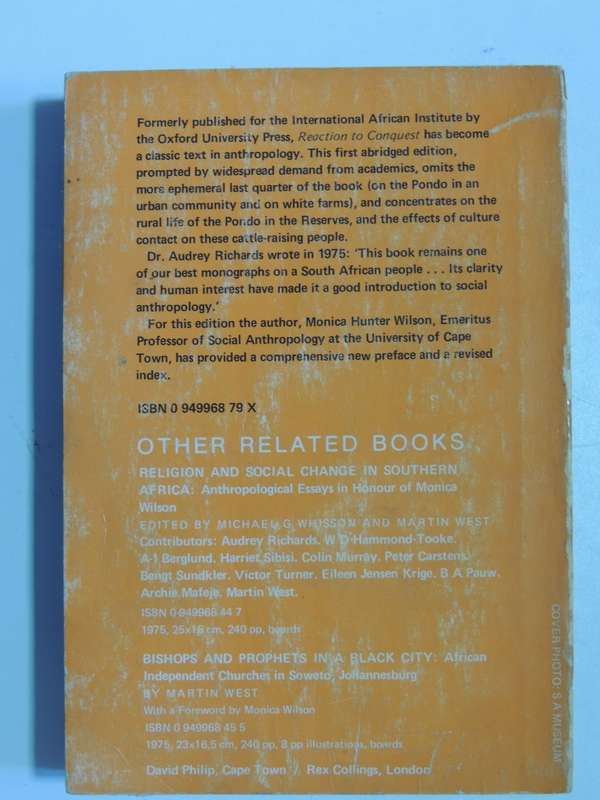 Formerly published for the International African Institute by
the Oxford University Press, Reaction to Conquest has become
a classic text in anthropology. This first abridged edition,
prompted by widespread demand from academics, omits the
more ephemeral last quarter of the book (on the Pondo in an
urban community and on white farms), and concentrates on the
rural life of the Pondo in the Reserves, and the effects of culture
contact on these cattle-raising people.
Dr. Audrey Richards wrote in 1975: 'This book remains one
of our best monographs on a South African people . . . Its clarity
and human interest have made it a good introduction to social
anthropology.'
For this edition the author, Monica Hunter Wilson, Emeritus
Professor of Social Anthropology at the University of Cape
Town, has provided a comprehensive new preface and a revised
index.
ISBN 0 949968 79 X
OTHER RELATED BOOKS
RELIGION AND SOCIAL CHANGE IN SOUTHERN
AFRICA: Anthropological Essays in Honour of Monica
Wilson
EDITED BY MICHAEL G WHISSON AND MARTIN WEST
Contributors: Audrey Richards. W D Hammond-Tooke.
A-I Berglund. Harriet Sibisi. Colin Murray. Peter Carstens.
Bengt Sundkler. Victor Turner. Eileen Jensen Krige. B A Pauw.
Archie Mafeje. Martin West.
ISBN 0 949968 44 7
1975, 25x16 cm, 240 pp, boards
BISHOPS AND PROPHETS IN A BLACK CITY: African
Independent Churches in Soweto, Johannesburg
BY MARTIN WEST
With a Foreword by Monica Wilson
ISBN 0 949968 45 5
1975, 23x16,5 cm, 240 pp, 8 pp illustrations, boards
David Philip, Cape Town / Rex Collings, London
COVER PHOTO: S A MUSEUM